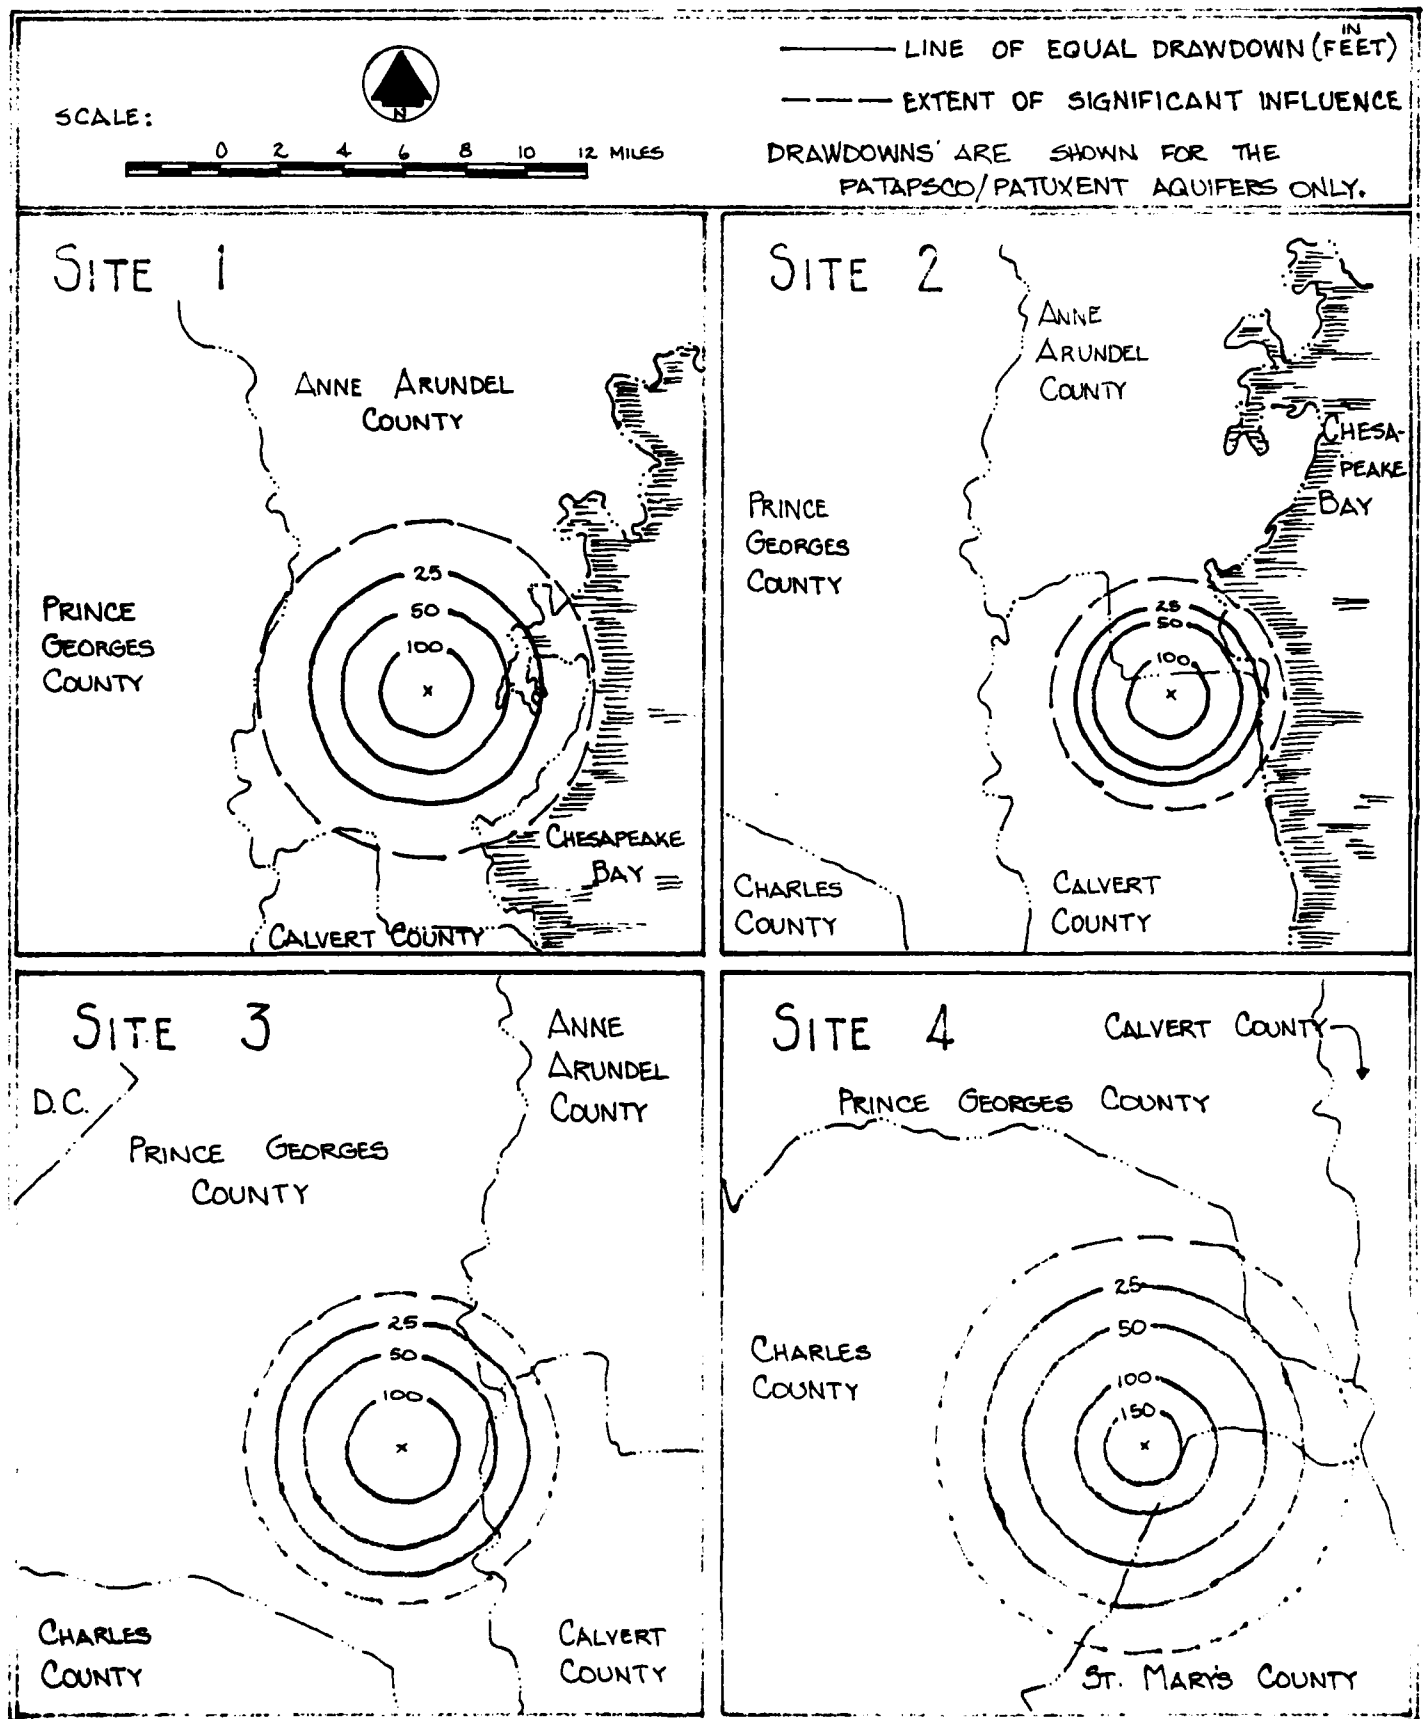 SCALE:
0 2 4 6 8 10 12 MILES
N
LINE OF EQUAL DRAWDOWN (IN FEET)
EXTENT OF SIGNIFICANT INFLUENCE
DRAWDOWNS' ARE SHOWN FOR THE
PATAPSCO/PATUXENT AQUIFERS ONLY.
SITE 1
ANNE ARUNDEL
COUNTY
PRINCE
GEORGES
COUNTY
25
50
100
x
CHESAPEAKE
BAY
CALVERT COUNTY
SITE 2
ANNE
ARUNDEL
COUNTY
CHESA-
PEAKE
BAY
PRINCE
GEORGES
COUNTY
25
50
100
x
CHARLES
COUNTY
CALVERT
COUNTY
SITE 3
ANNE
ARUNDEL
COUNTY
D.C.
PRINCE GEORGES
COUNTY
25
50
100
x
CHARLES
COUNTY
CALVERT
COUNTY
SITE 4
CALVERT COUNTY
PRINCE GEORGES COUNTY
25
50
100
150
x
CHARLES
COUNTY
ST. MARY'S COUNTY